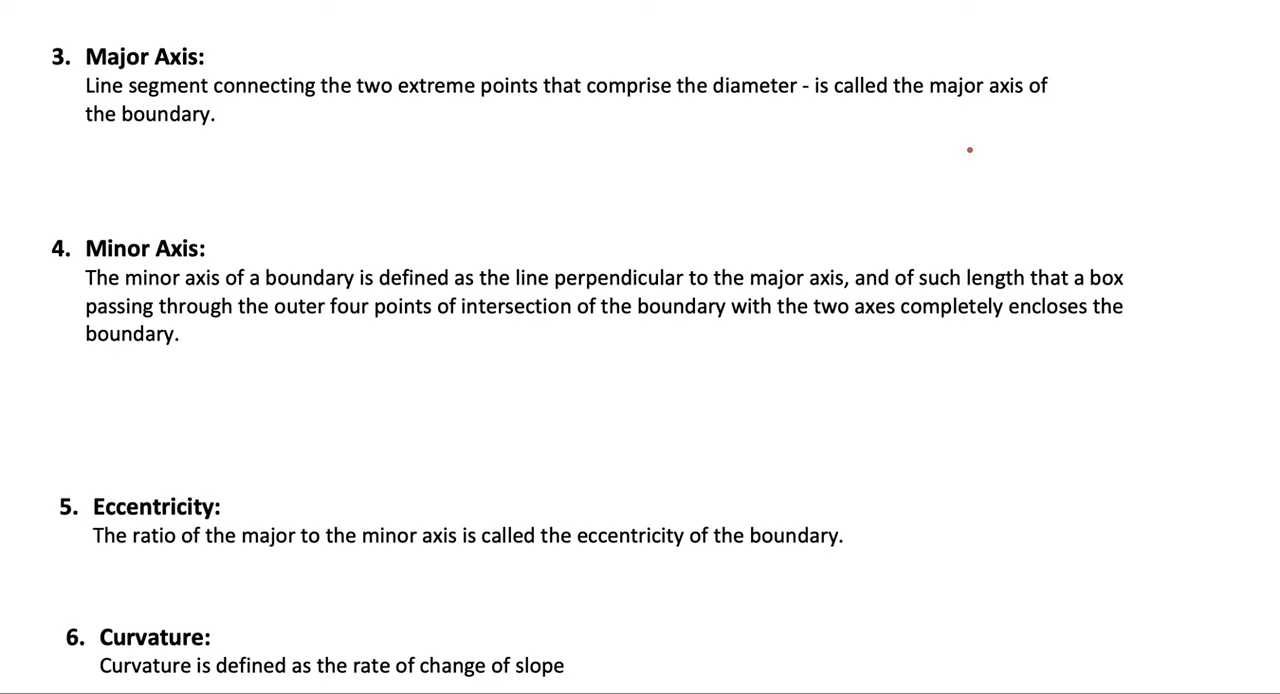 3. Major Axis:
Line segment connecting the two extreme points that comprise the diameter - is called the major axis of
the boundary.
4. Minor Axis:
The minor axis of a boundary is defined as the line perpendicular to the major axis, and of such length that a box
passing through the outer four points of intersection of the boundary with the two axes completely encloses the
boundary.
5. Eccentricity:
The ratio of the major to the minor axis is called the eccentricity of the boundary.
6. Curvature:
Curvature is defined as the rate of change of slope